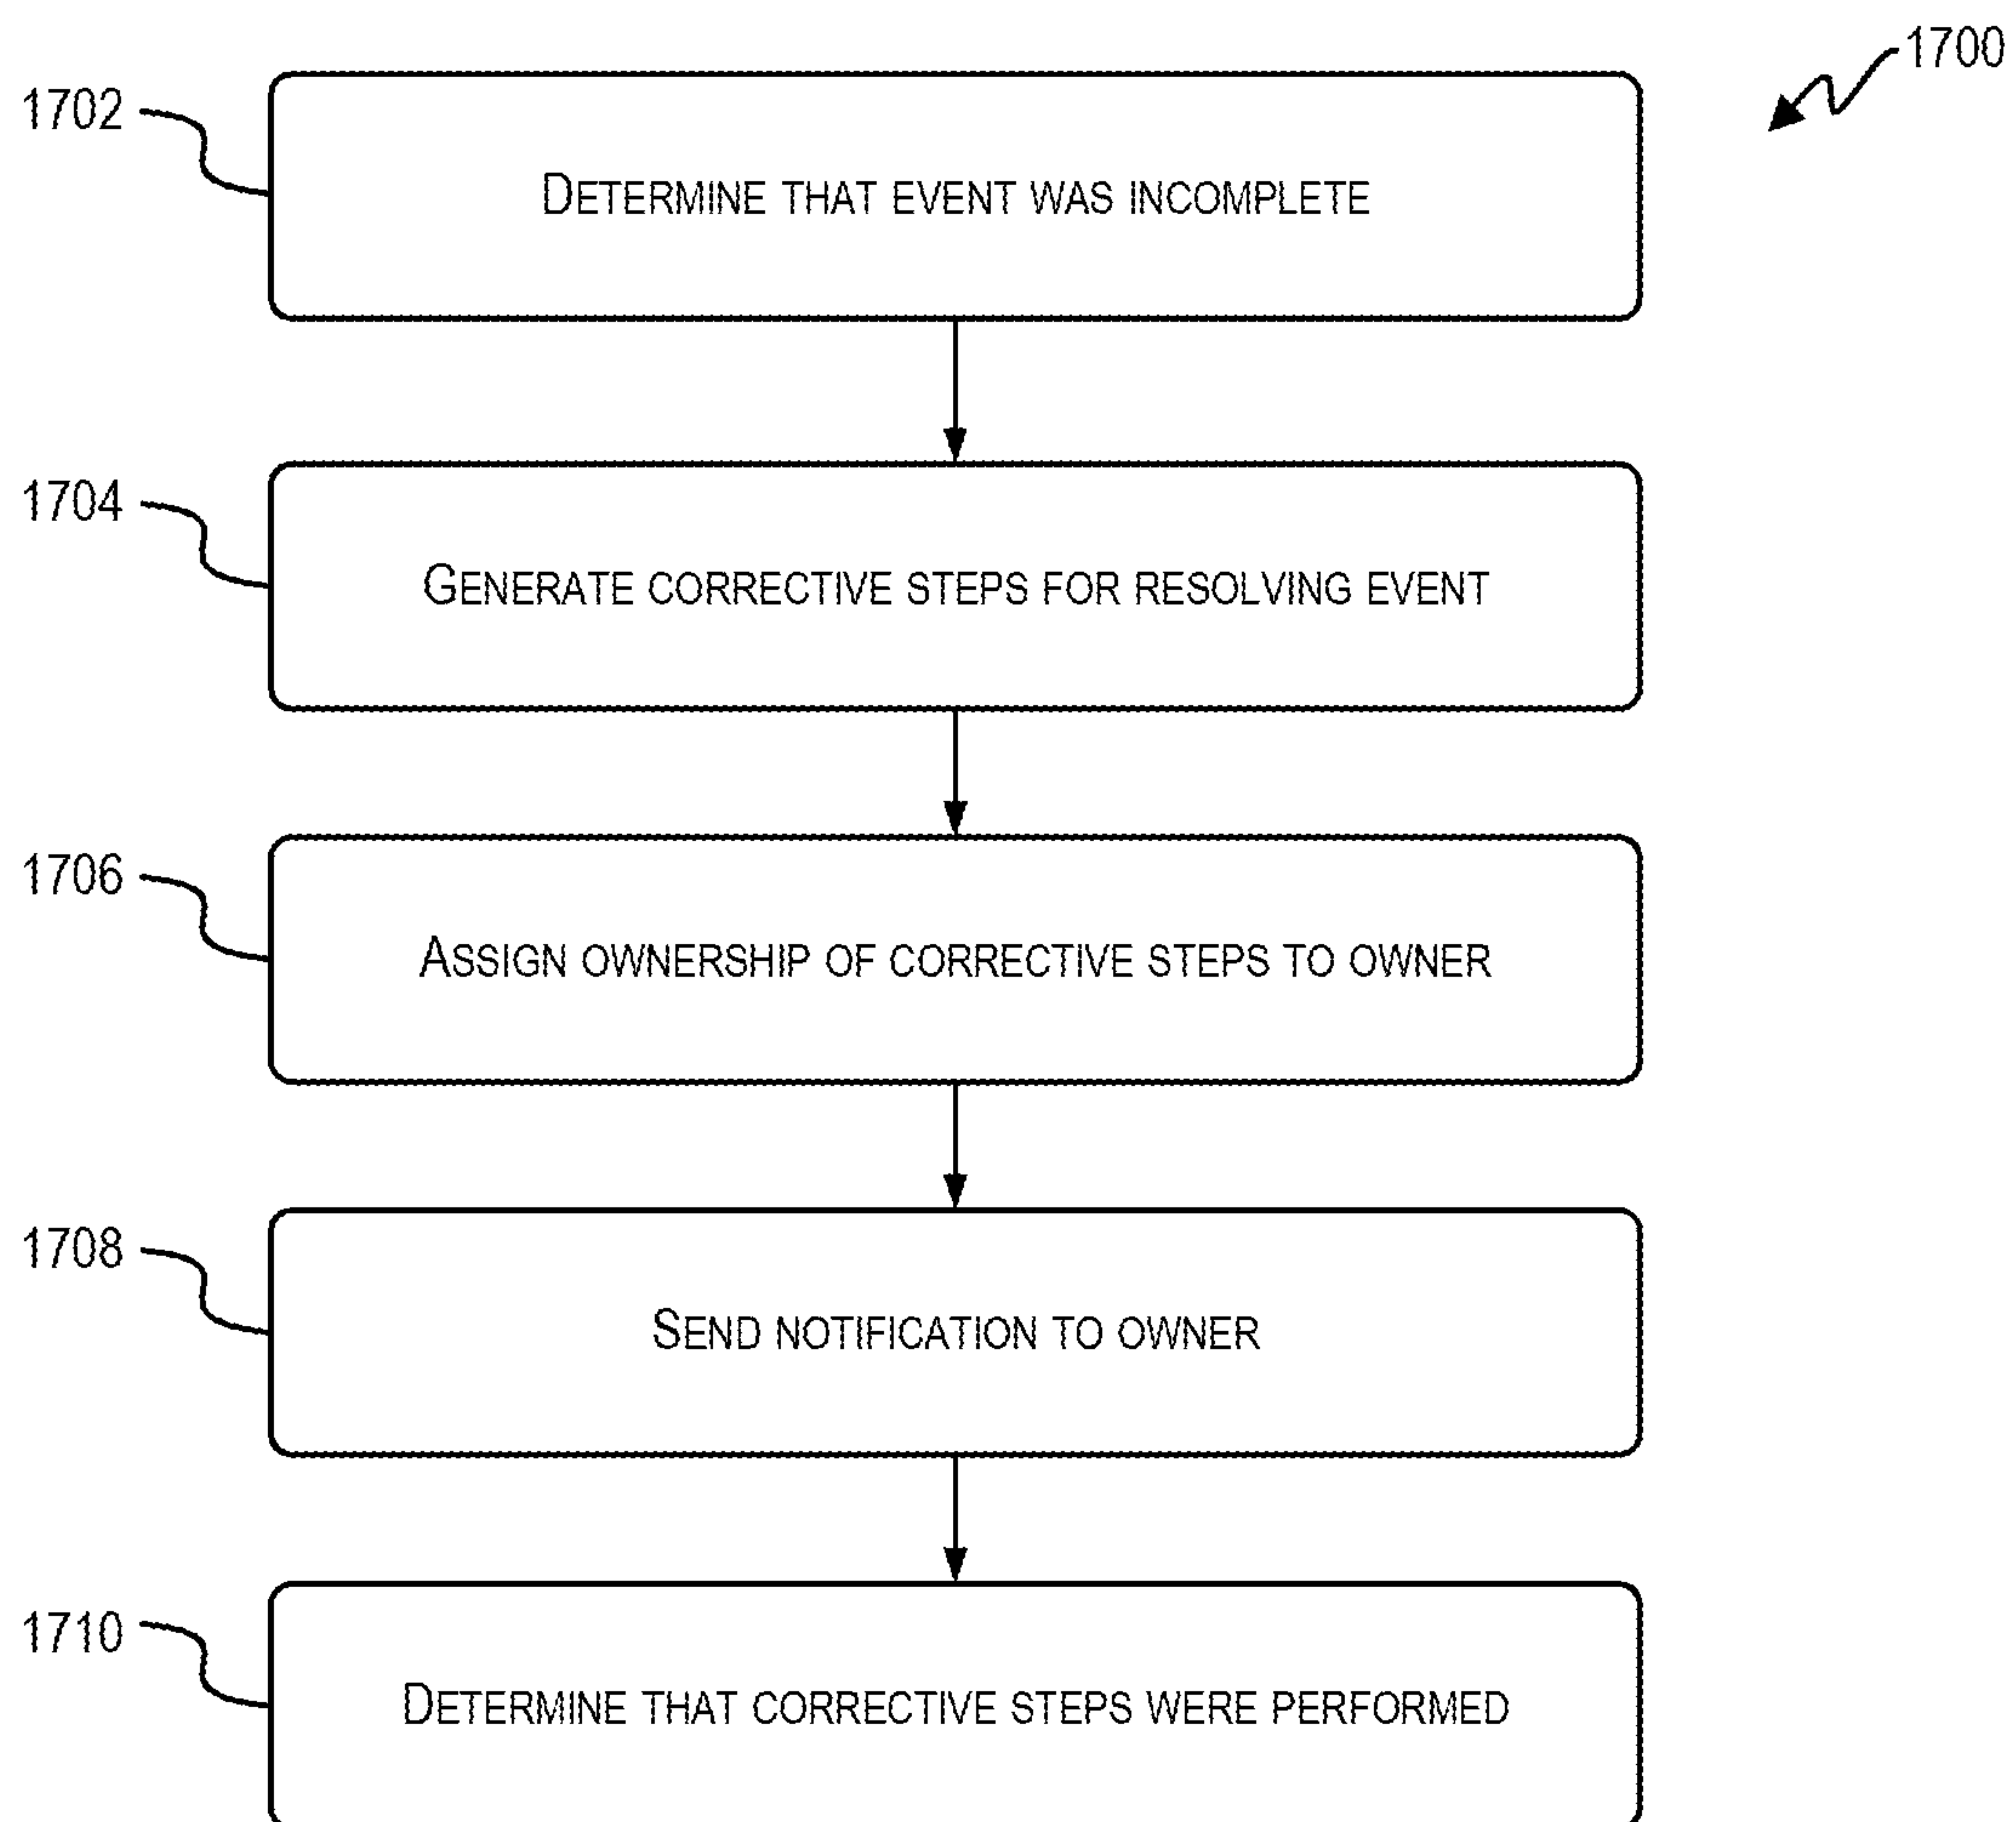 1700
1702
DETERMINE THAT EVENT WAS INCOMPLETE
1704
GENERATE CORRECTIVE STEPS FOR RESOLVING EVENT
1706
ASSIGN OWNERSHIP OF CORRECTIVE STEPS TO OWNER
1708
SEND NOTIFICATION TO OWNER
1710
DETERMINE THAT CORRECTIVE STEPS WERE PERFORMED